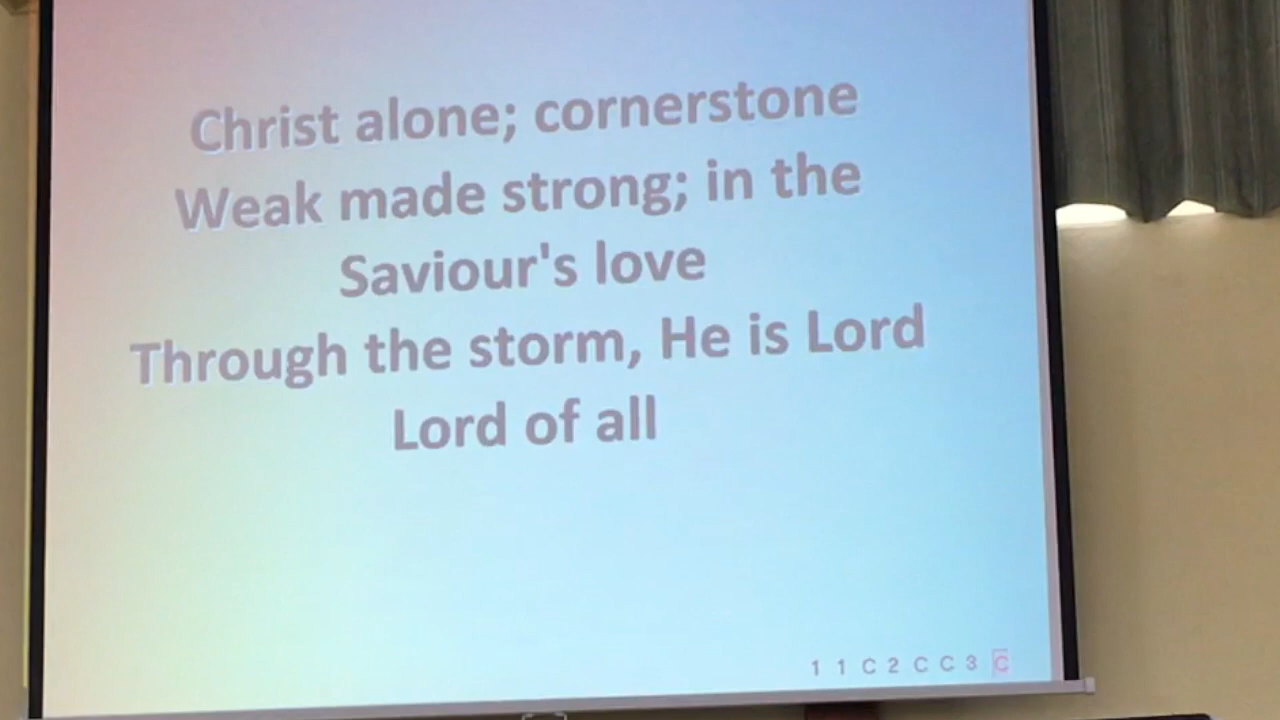 Christ alone; cornerstone
Weak made strong; in the
Saviour's love
Through the storm, He is Lord
Lord of all
1 1 C 2 C C 3 C